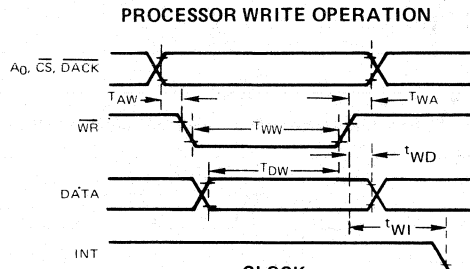 PROCESSOR WRITE OPERATION
A0, CS, DACK
TAW
TWA
WR
TWW
tWD
TDW
DATA
tWI
INT
CLOCK